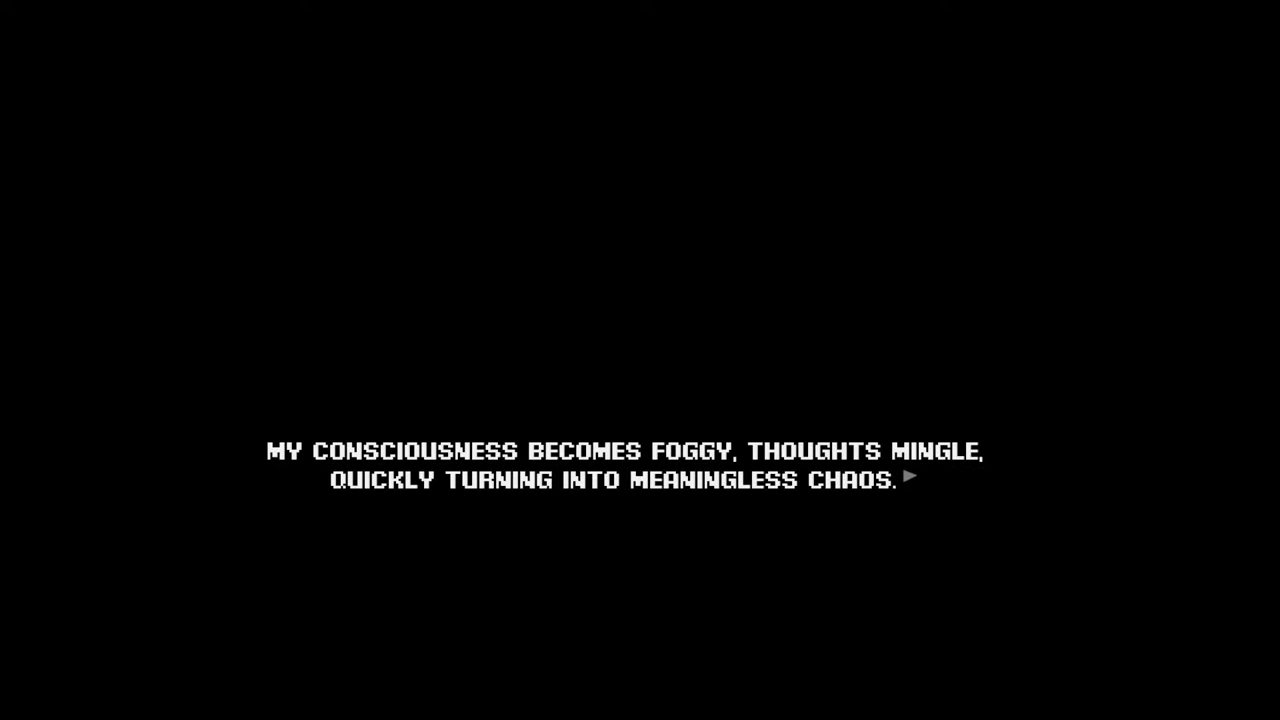 MY CONSCIOUSNESS BECOMES FOGGY, THOUGHTS MINGLE,
QUICKLY TURNING INTO MEANINGLESS CHAOS.